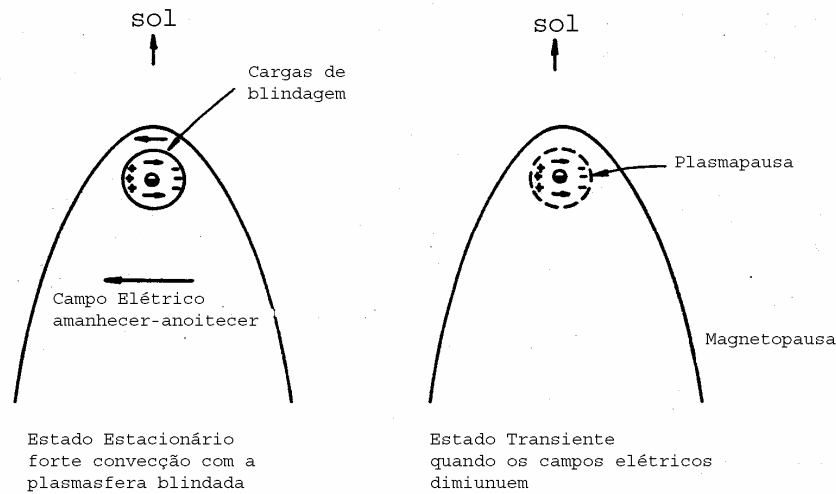 sol
Cargas de
blindagem
Campo Elétrico
amanhecer-anoitecer
Estado Estacionário
forte convecção com a
plasmasfera blindada
sol
Plasmapausa
Magnetopausa
Estado Transiente
quando os campos elétricos
dimiunuem